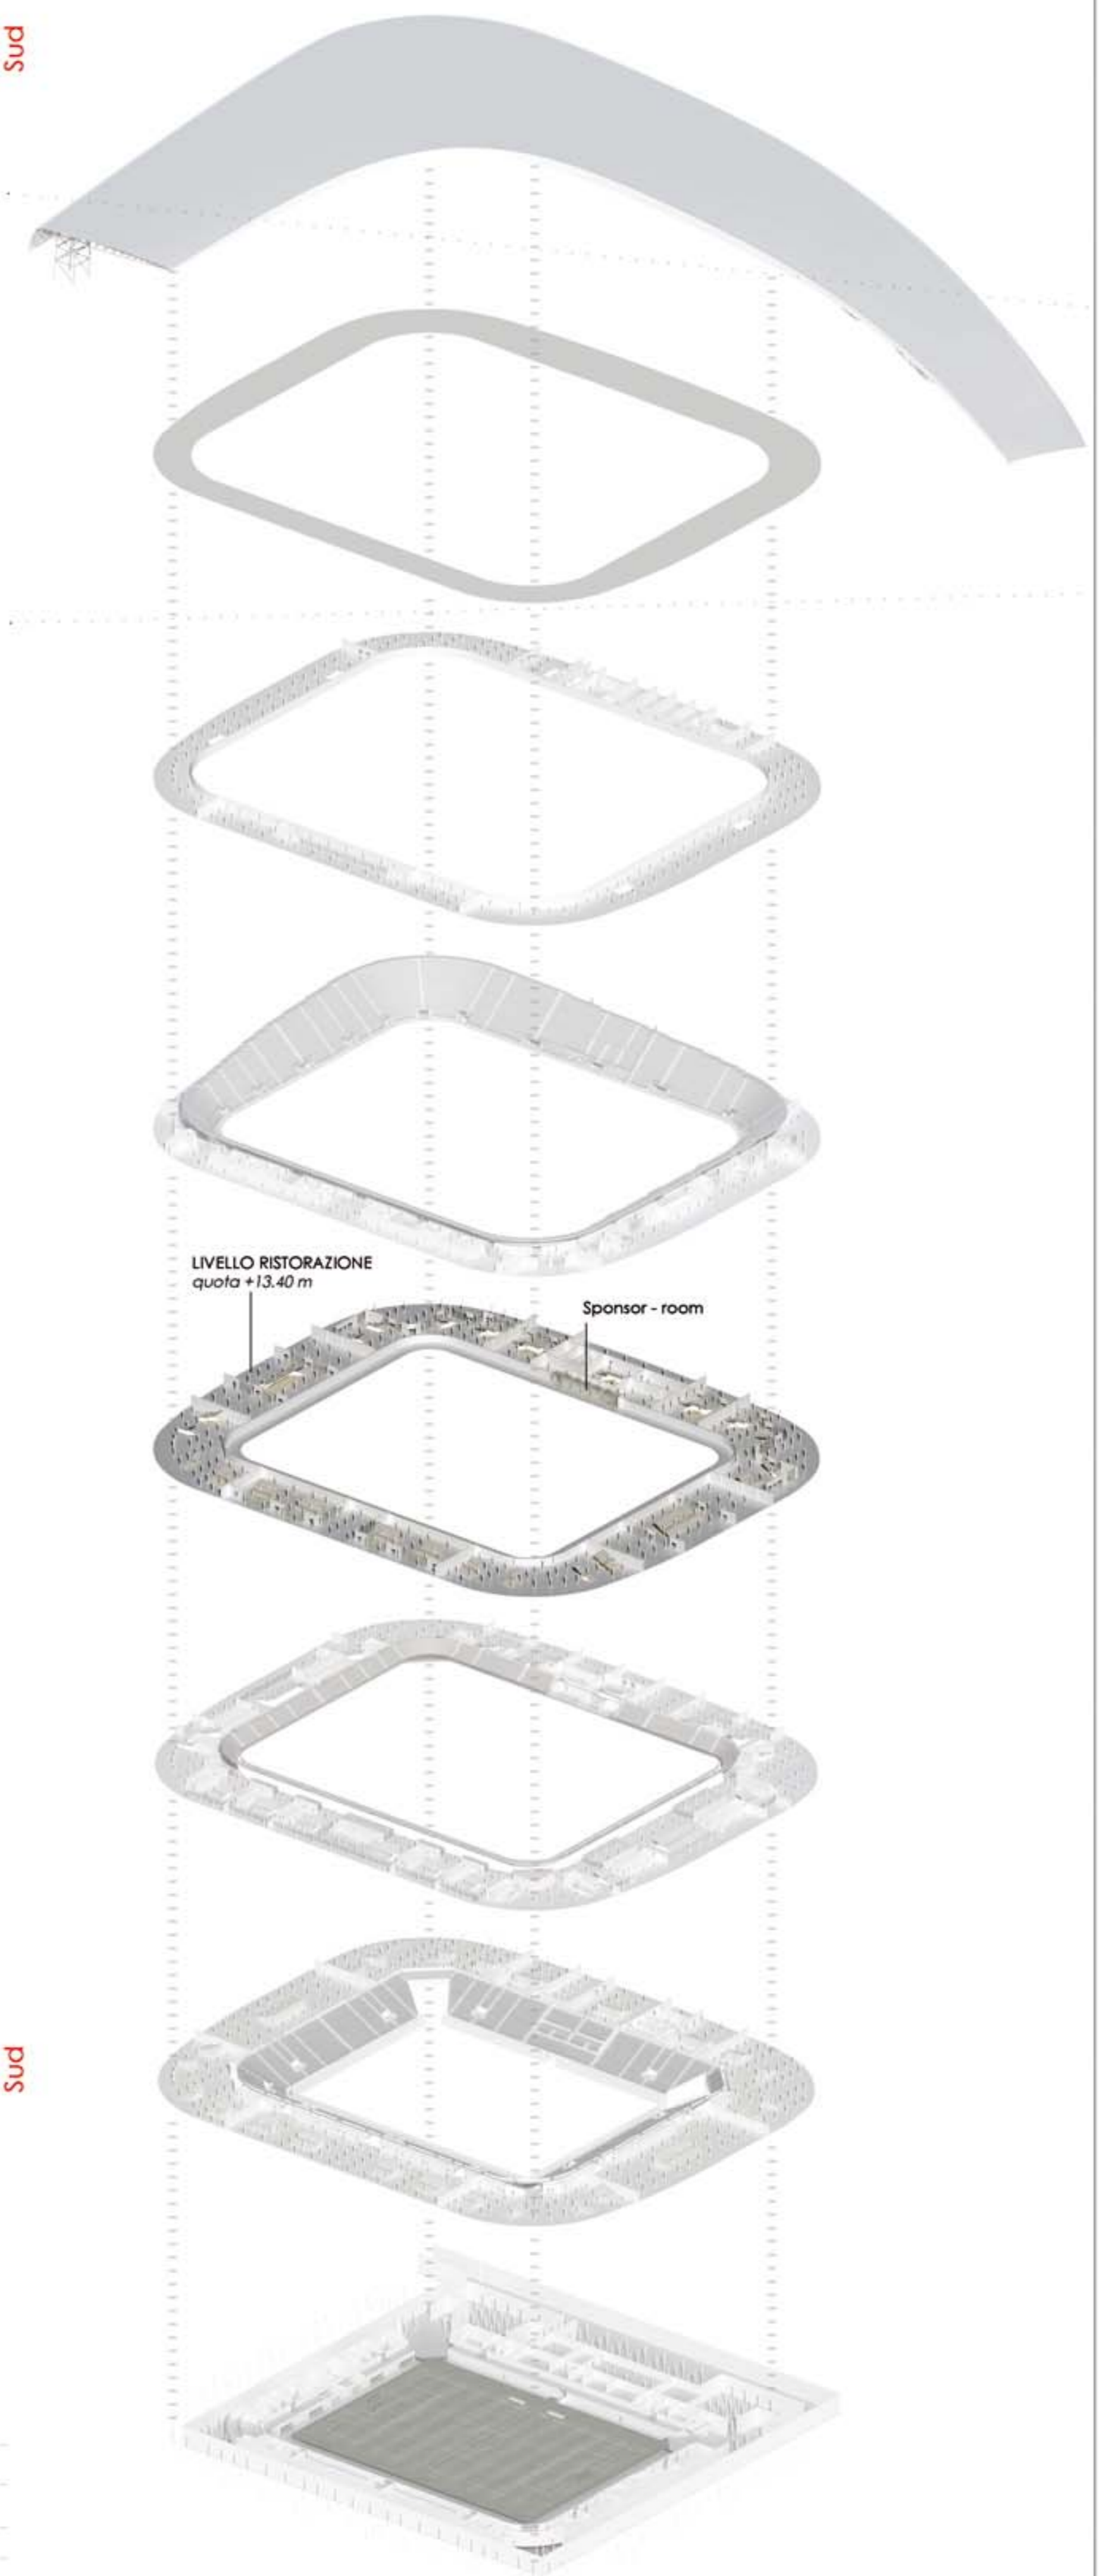 Sud
LIVELLO RISTORAZIONE
quota +13.40 m
Sponsor - room
Sud